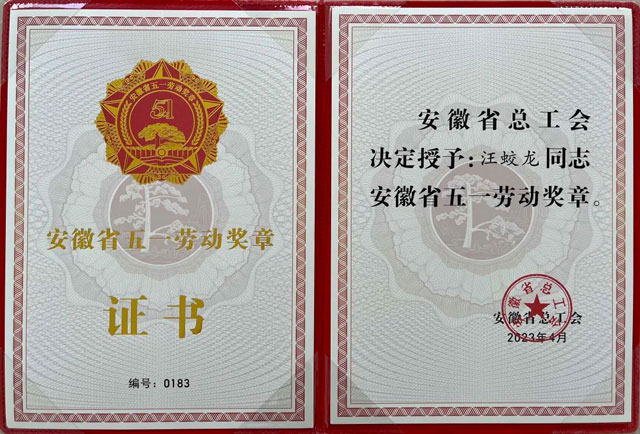 安徽省五一劳动奖章
51
安徽省五一劳动奖章
证书
编号：0183
安徽省总工会
决定授予：汪蛟龙同志
安徽省五一劳动奖章。
安徽省总工会
安徽省总工会
2023年4月